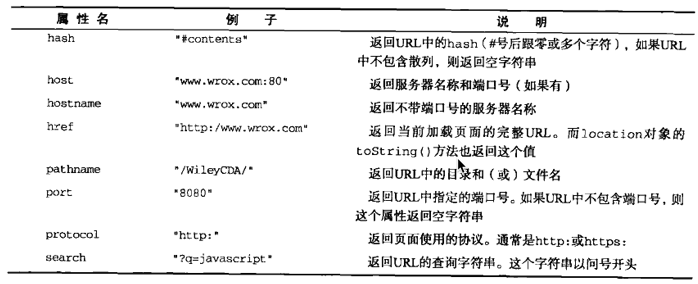 属 性 名 例 子 说 明
hash "#contents" 返回URL中的hash(#号后跟零或多个字符),如果URL
中不包含散列,则返回空字符串
host "www.wrox.com:80" 返回服务器名称和端口号(如果有)
hostname "www.wrox.com" 返回不带端口号的服务器名称
href "http:/www.wrox.com" 返回当前加载页面的完整URL。而location对象的
toString()方法也返回这个值
pathname "/WileyCDA/" 返回URL中的目录和(或)文件名
port "8080" 返回URL中指定的端口号。如果URL中不包含端口号,则
这个属性返回空字符串
protocol "http:" 返回页面使用的协议。通常是http:或https:
search "?q=javascript" 返回URL的查询字符串。这个字符串以问号开头